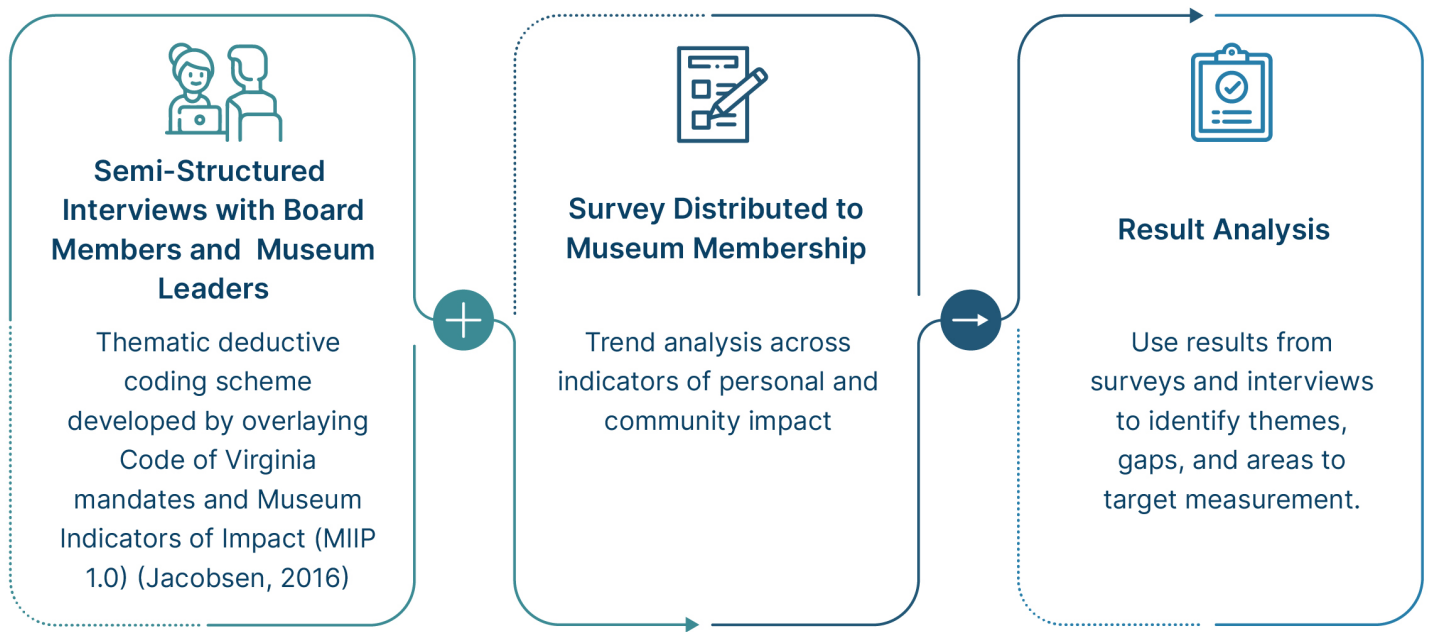 Semi-Structured
Interviews with Board
Members and  Museum
Leaders
Thematic deductive
coding scheme
developed by overlaying
Code of Virginia
mandates and Museum
Indicators of Impact (MIIP
1.0) (Jacobsen, 2016)
Survey Distributed to
Museum Membership
Trend analysis across
indicators of personal and
community impact
Result Analysis
Use results from
surveys and interviews
to identify themes,
gaps, and areas to
target measurement.